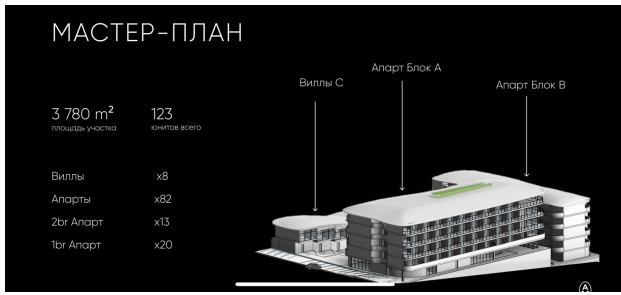 МАСТЕР-ПЛАН
Апарт Блок А
Виллы С
Апарт Блок В
3 780 m²
площадь участка
123
юнитов всего
Виллы x8
Апарты x82
2br Апарт x13
1br Апарт x20
A